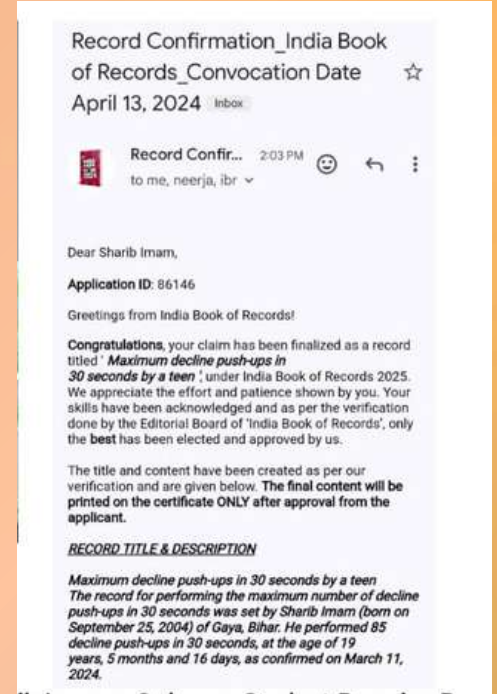 Record Confirmation_India Book
of Records_Convocation Date
April 13, 2024 Inbox
Record Confir... 2:03 PM
to me, neerja, ibr
Dear Sharib Imam,
Application ID: 86146
Greetings from India Book of Records!
Congratulations, your claim has been finalized as a record
titled ' Maximum decline push-ups in
30 seconds by a teen ', under India Book of Records 2025.
We appreciate the effort and patience shown by you. Your
skills have been acknowledged and as per the verification
done by the Editorial Board of 'India Book of Records', only
the best has been elected and approved by us.
The title and content have been created as per our
verification and are given below. The final content will be
printed on the certificate ONLY after approval from the
applicant.
RECORD TITLE & DESCRIPTION
Maximum decline push-ups in 30 seconds by a teen
The record for performing the maximum number of decline
push-ups in 30 seconds was set by Sharib Imam (born on
September 25, 2004) of Gaya, Bihar. He performed 85
decline push-ups in 30 seconds, at the age of 19
years, 5 months and 16 days, as confirmed on March 11,
2024.